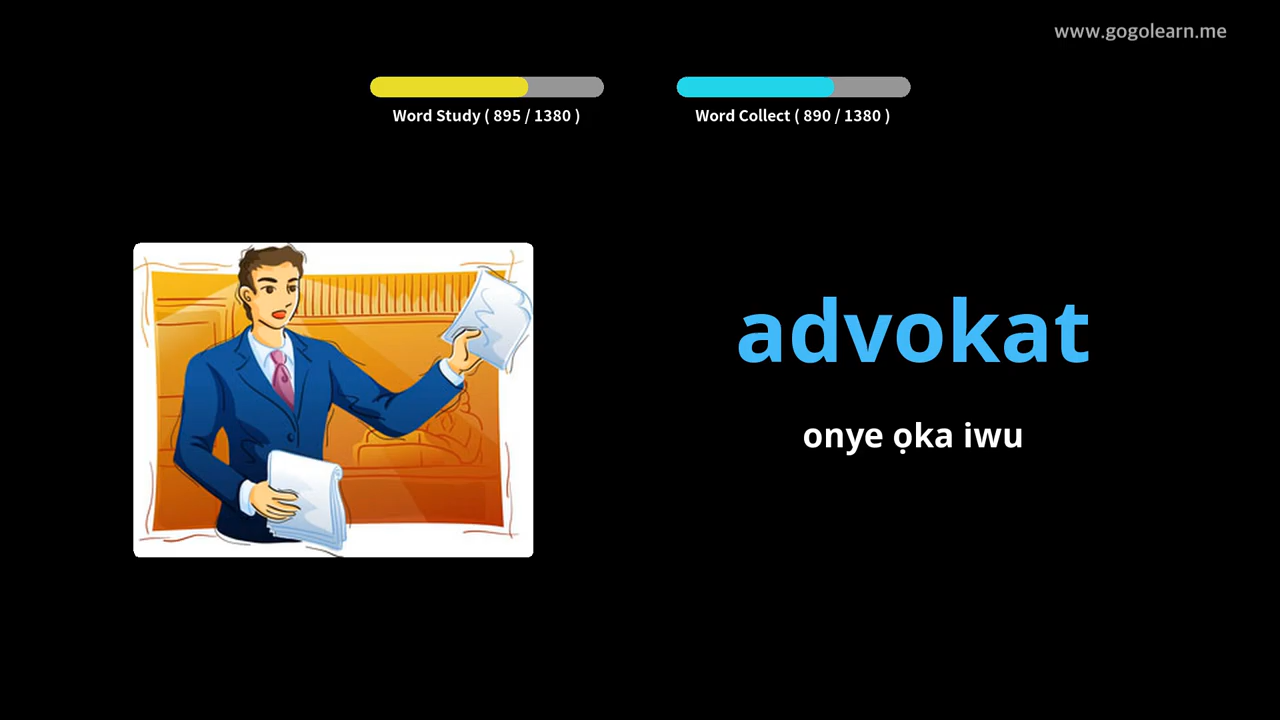 www.gogolearn.me
Word Study ( 895 / 1380 )
Word Collect ( 890 / 1380 )
advokat
onye ọka iwu